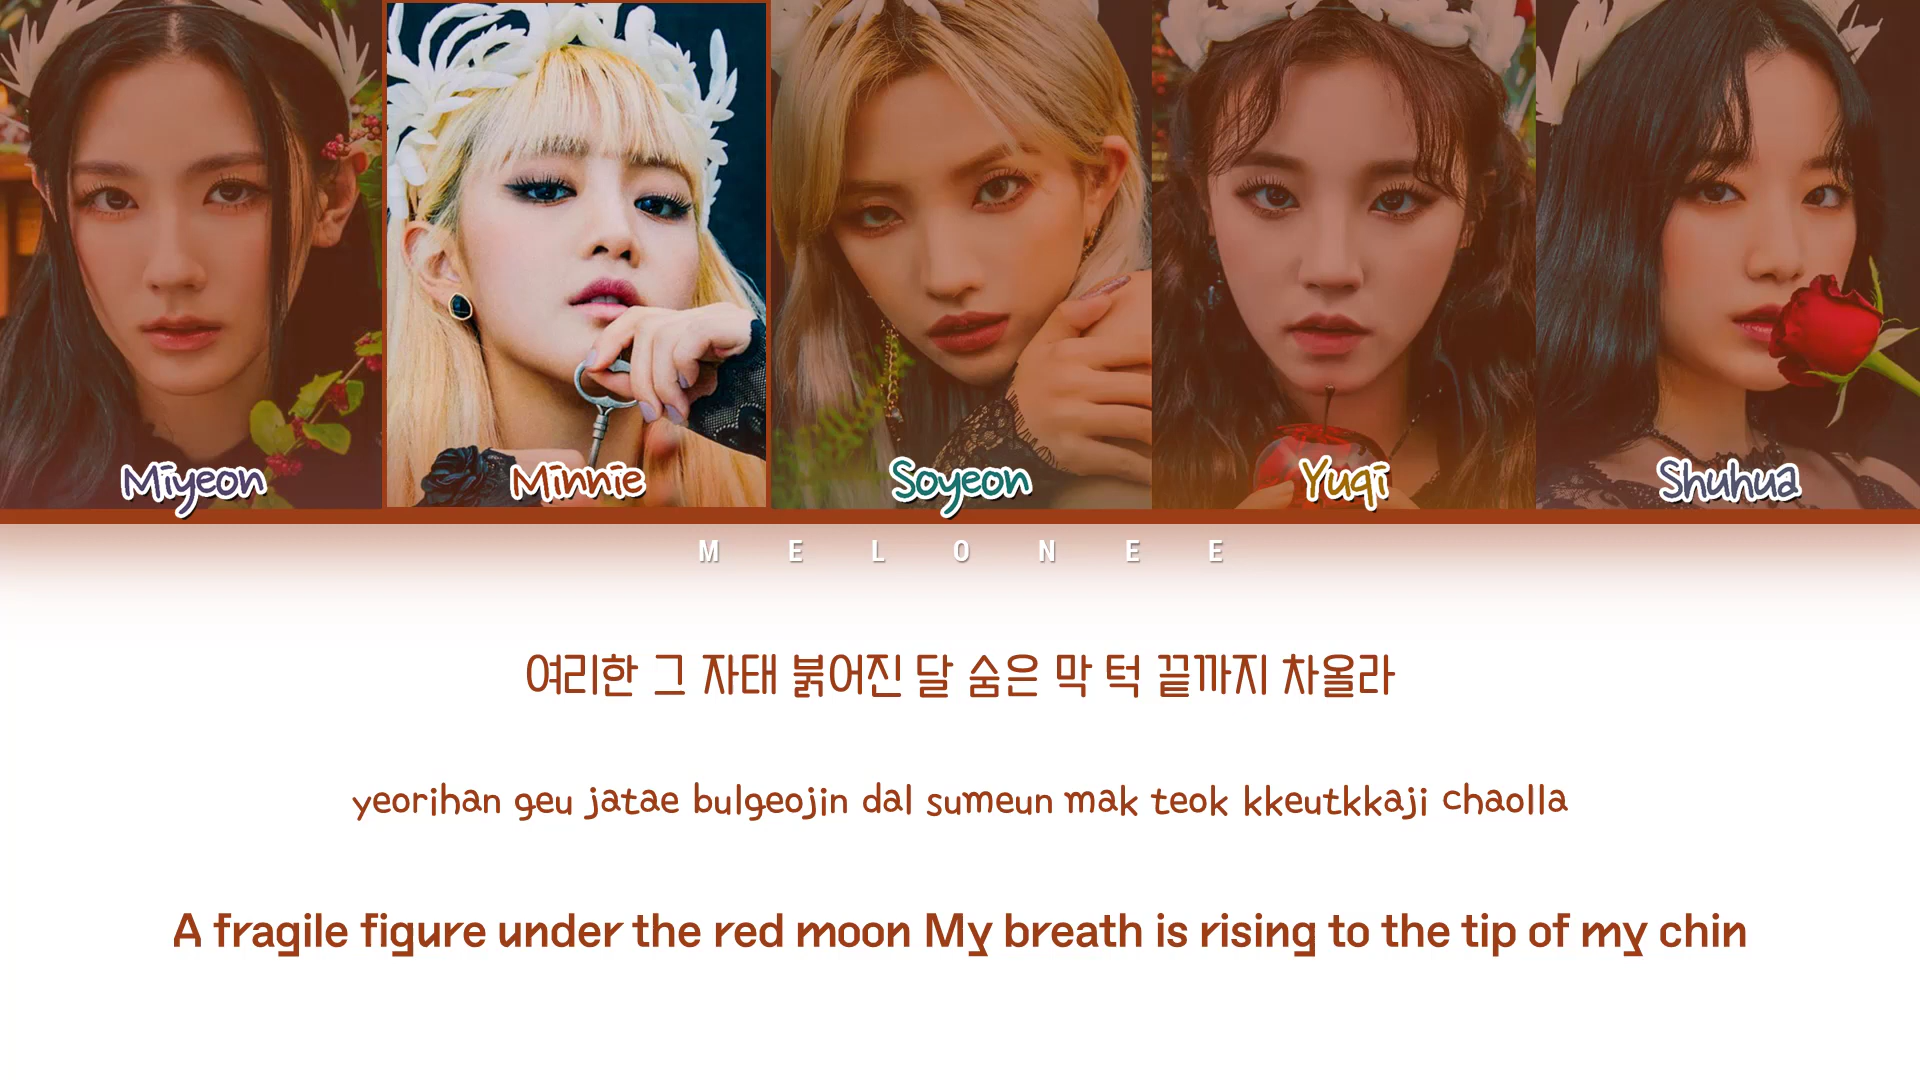 Miyeon Minnie Soyeon Yuqi Shuhua
MELONEE
여리한 그 자태 붉어진 달 숨은 막 턱 끝까지 차올라
yeorihan geu jatae bulgeojin dal sumeun mak teok kkeutkkaji chaolla
A fragile figure under the red moon My breath is rising to the tip of my chin